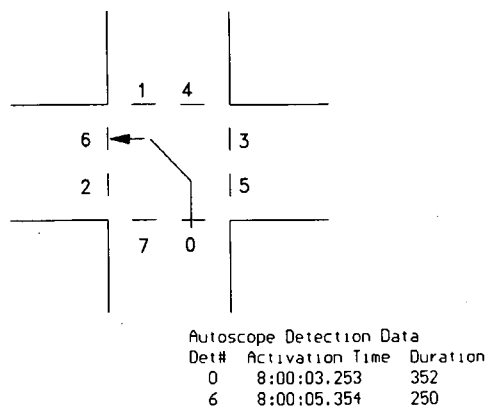 1 4
6 3
2 5
7 0
Autoscope Detection Data
Det# Activation Time Duration
0 8:00:03.253 352
6 8:00:05.354 250